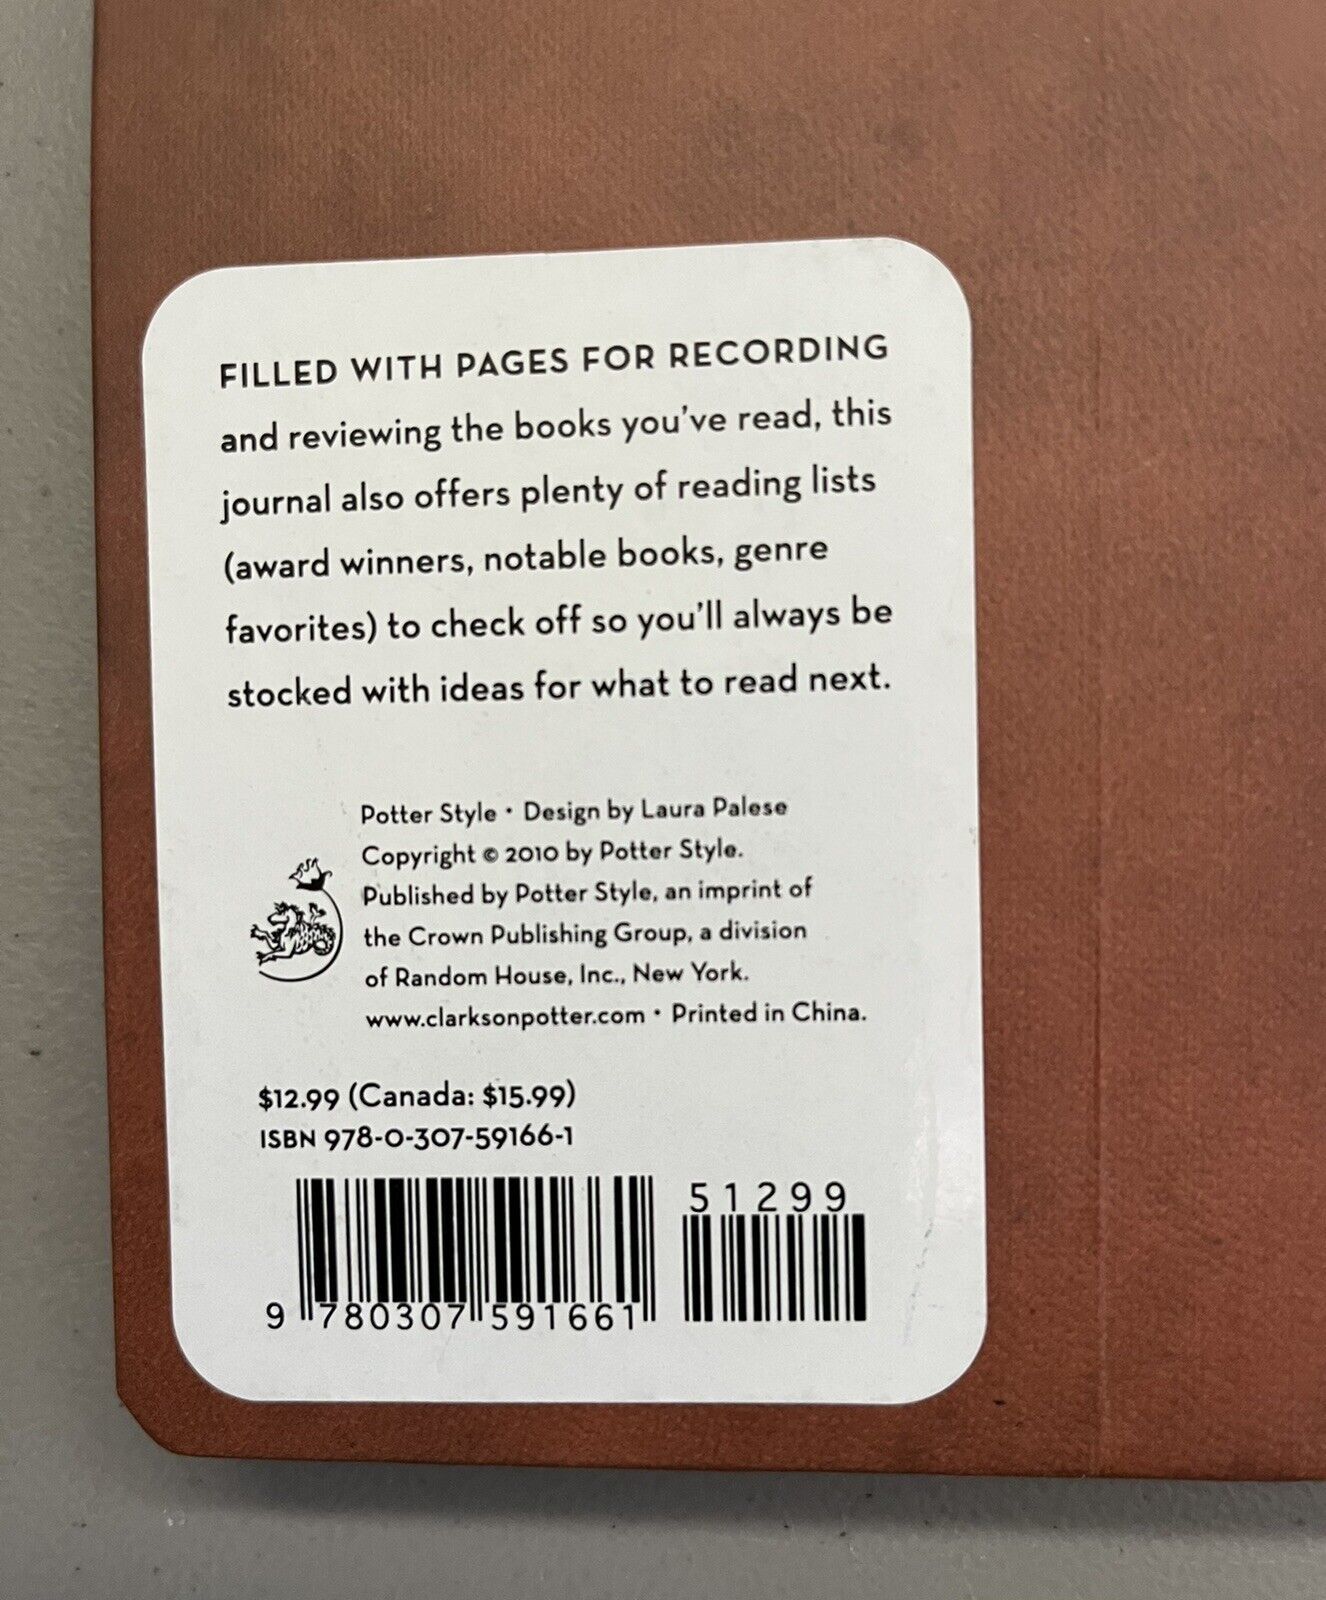 FILLED WITH PAGES FOR RECORDING
and reviewing the books you've read, this
journal also offers plenty of reading lists
(award winners, notable books, genre
favorites) to check off so you'll always be
stocked with ideas for what to read next.
Potter Style • Design by Laura Palese
Copyright © 2010 by Potter Style.
Published by Potter Style, an imprint of
the Crown Publishing Group, a division
of Random House, Inc., New York.
www.clarksonpotter.com • Printed in China.
$12.99 (Canada: $15.99)
ISBN 978-0-307-59166-1
51299
9 780307 591661